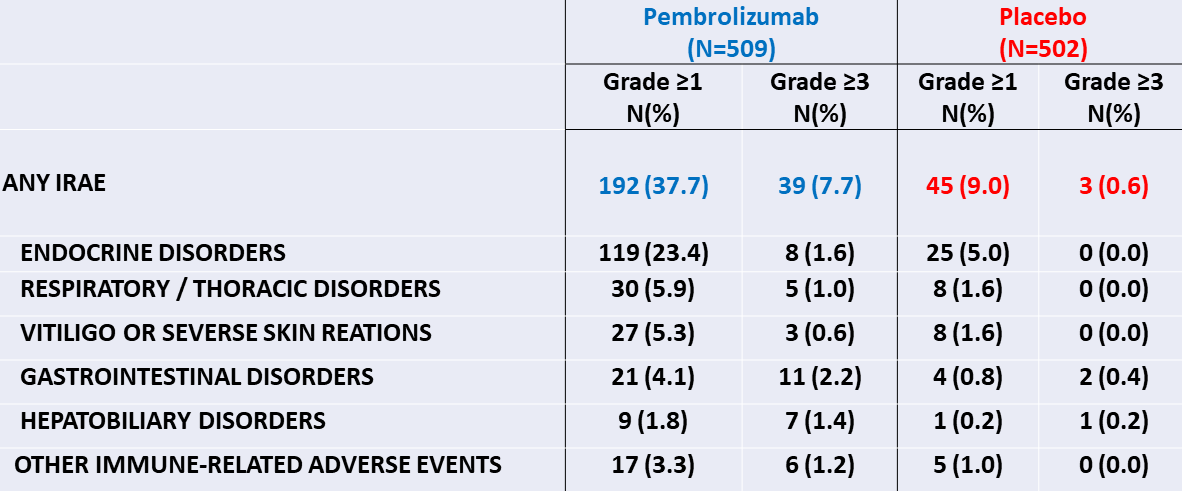 Pembrolizumab Placebo
(N=509) (N=502)
Grade ≥1 Grade ≥3 Grade ≥1 Grade ≥3
N(%) N(%) N(%) N(%)
ANY IRAE 192 (37.7) 39 (7.7) 45 (9.0) 3 (0.6)
ENDOCRINE DISORDERS 119 (23.4) 8 (1.6) 25 (5.0) 0 (0.0)
RESPIRATORY / THORACIC DISORDERS 30 (5.9) 5 (1.0) 8 (1.6) 0 (0.0)
VITILIGO OR SEVERSE SKIN REATIONS 27 (5.3) 3 (0.6) 8 (1.6) 0 (0.0)
GASTROINTESTINAL DISORDERS 21 (4.1) 11 (2.2) 4 (0.8) 2 (0.4)
HEPATOBILIARY DISORDERS 9 (1.8) 7 (1.4) 1 (0.2) 1 (0.2)
OTHER IMMUNE-RELATED ADVERSE EVENTS 17 (3.3) 6 (1.2) 5 (1.0) 0 (0.0)